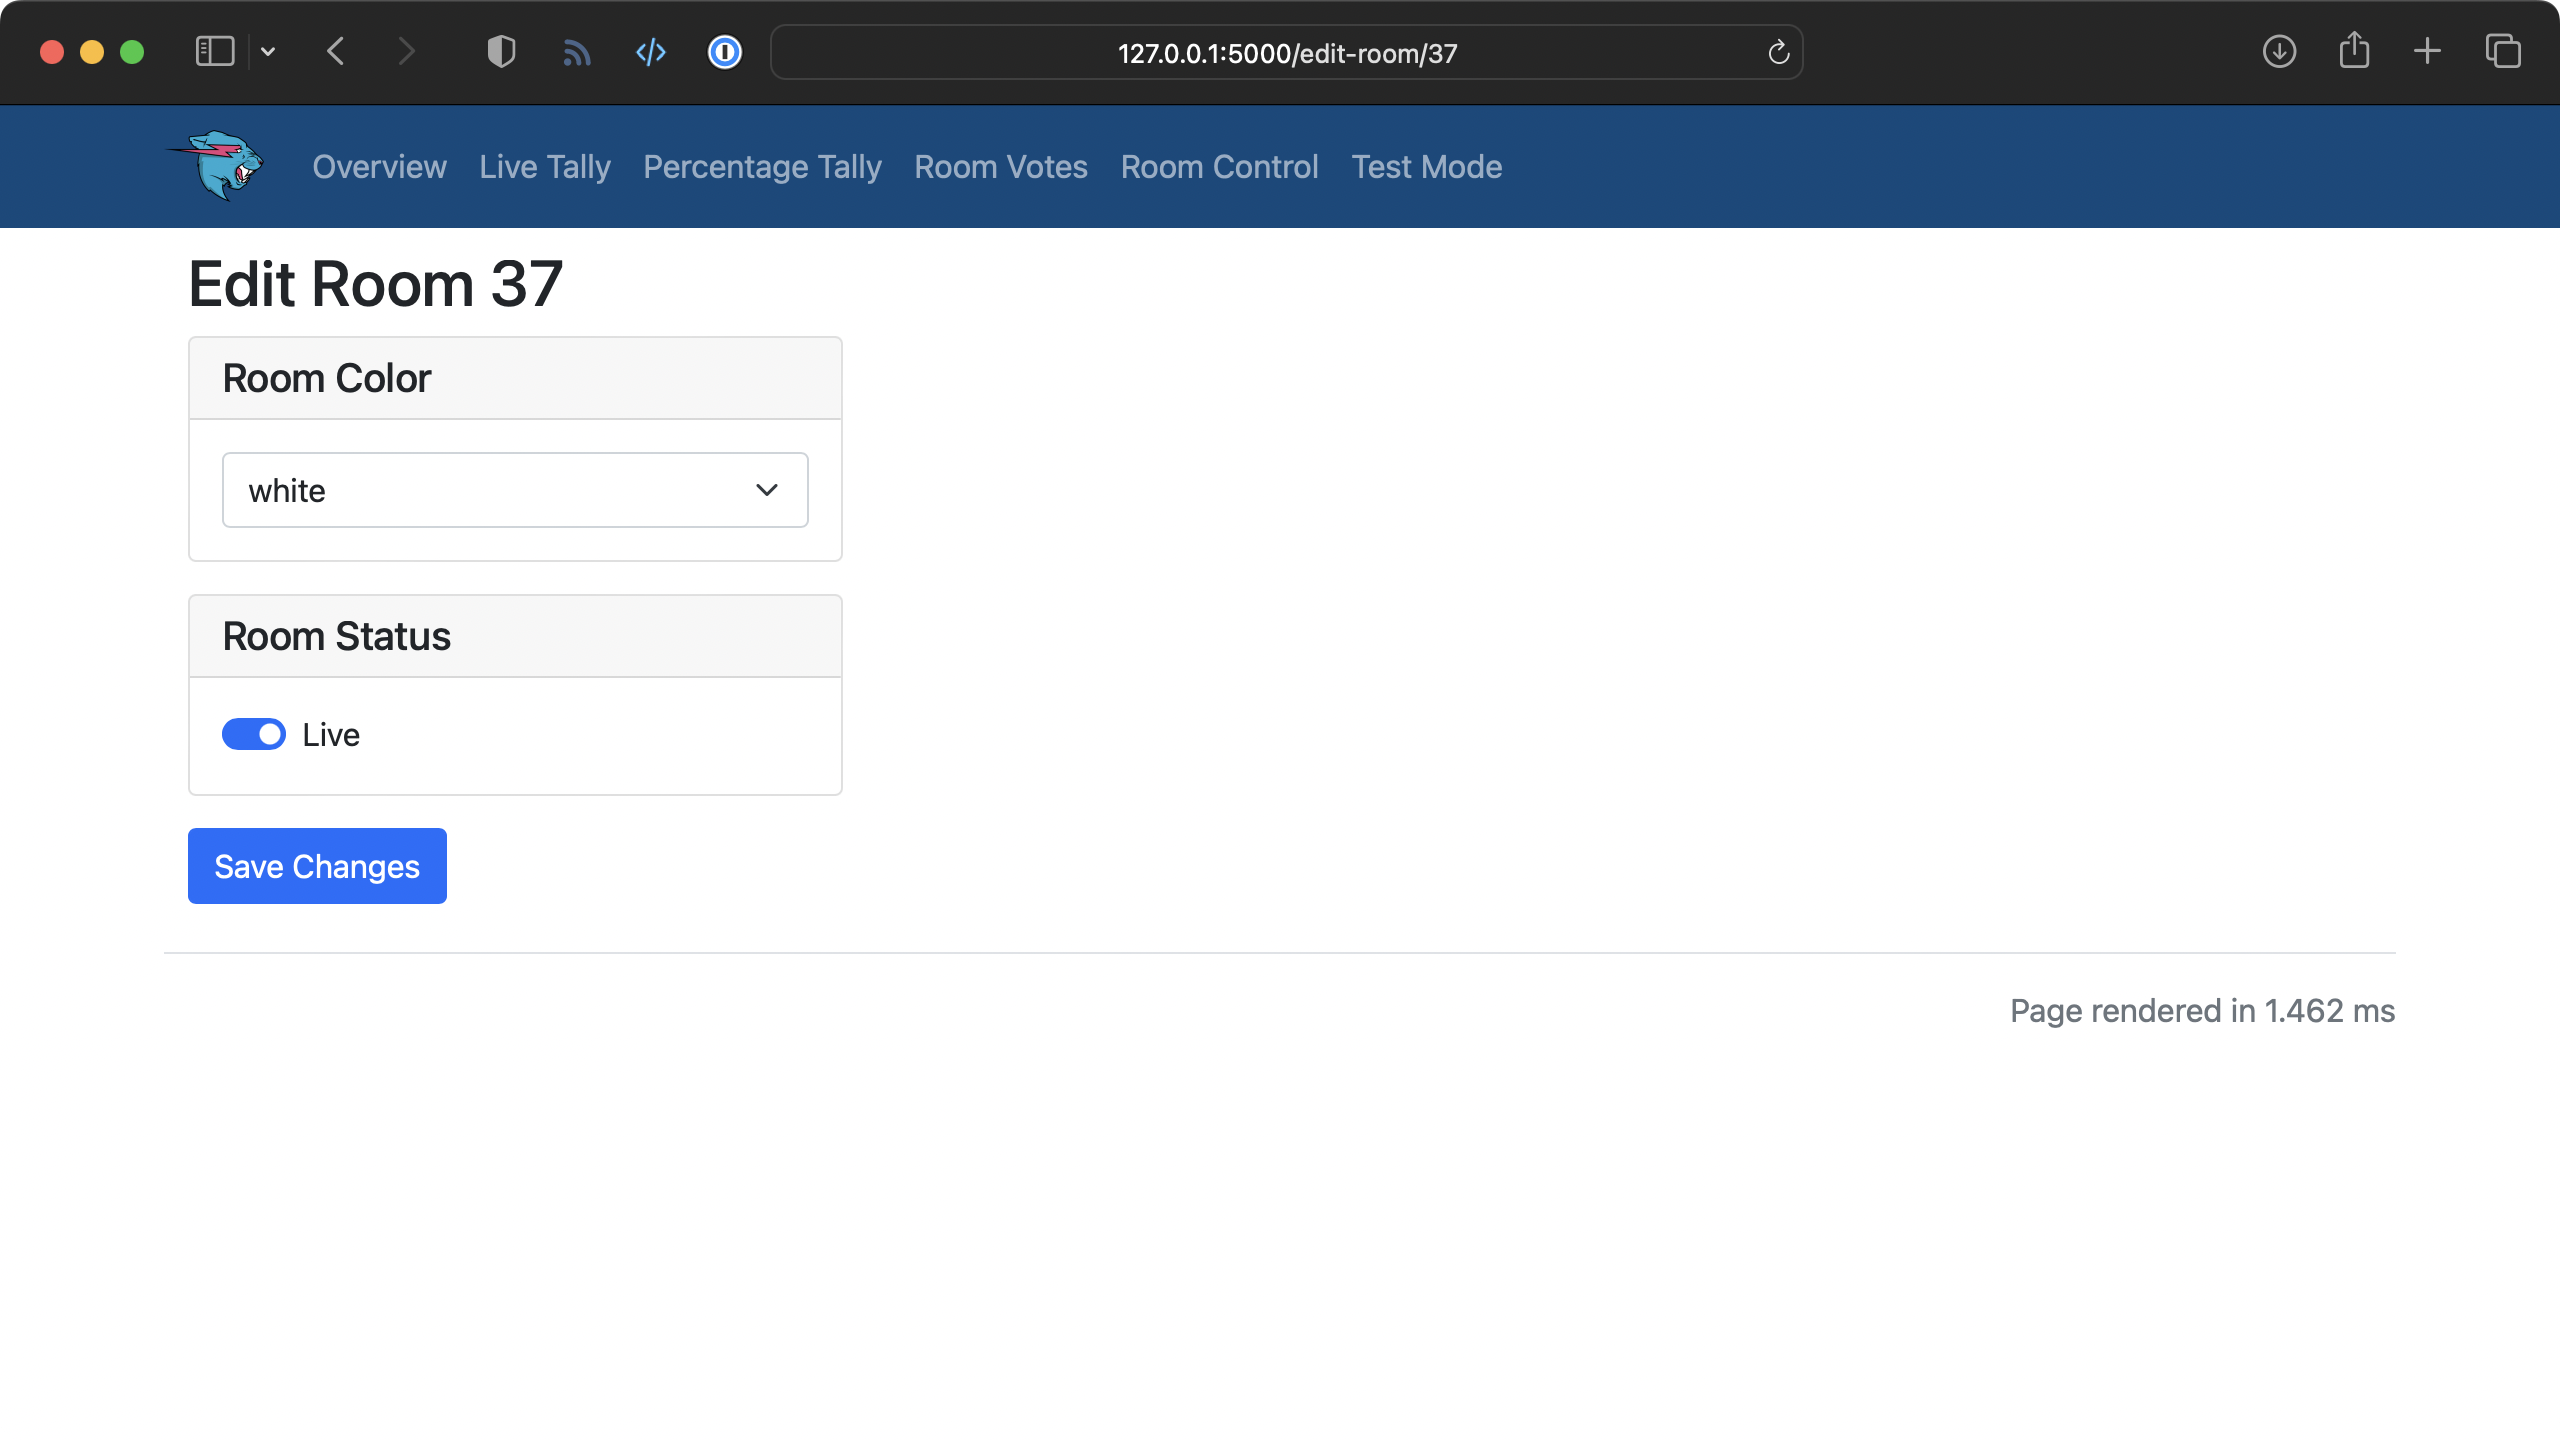 127.0.0.1:5000/edit-room/37
Overview Live Tally Percentage Tally Room Votes Room Control Test Mode
Edit Room 37
Room Color
white
Room Status
Live
Save Changes
Page rendered in 1.462 ms